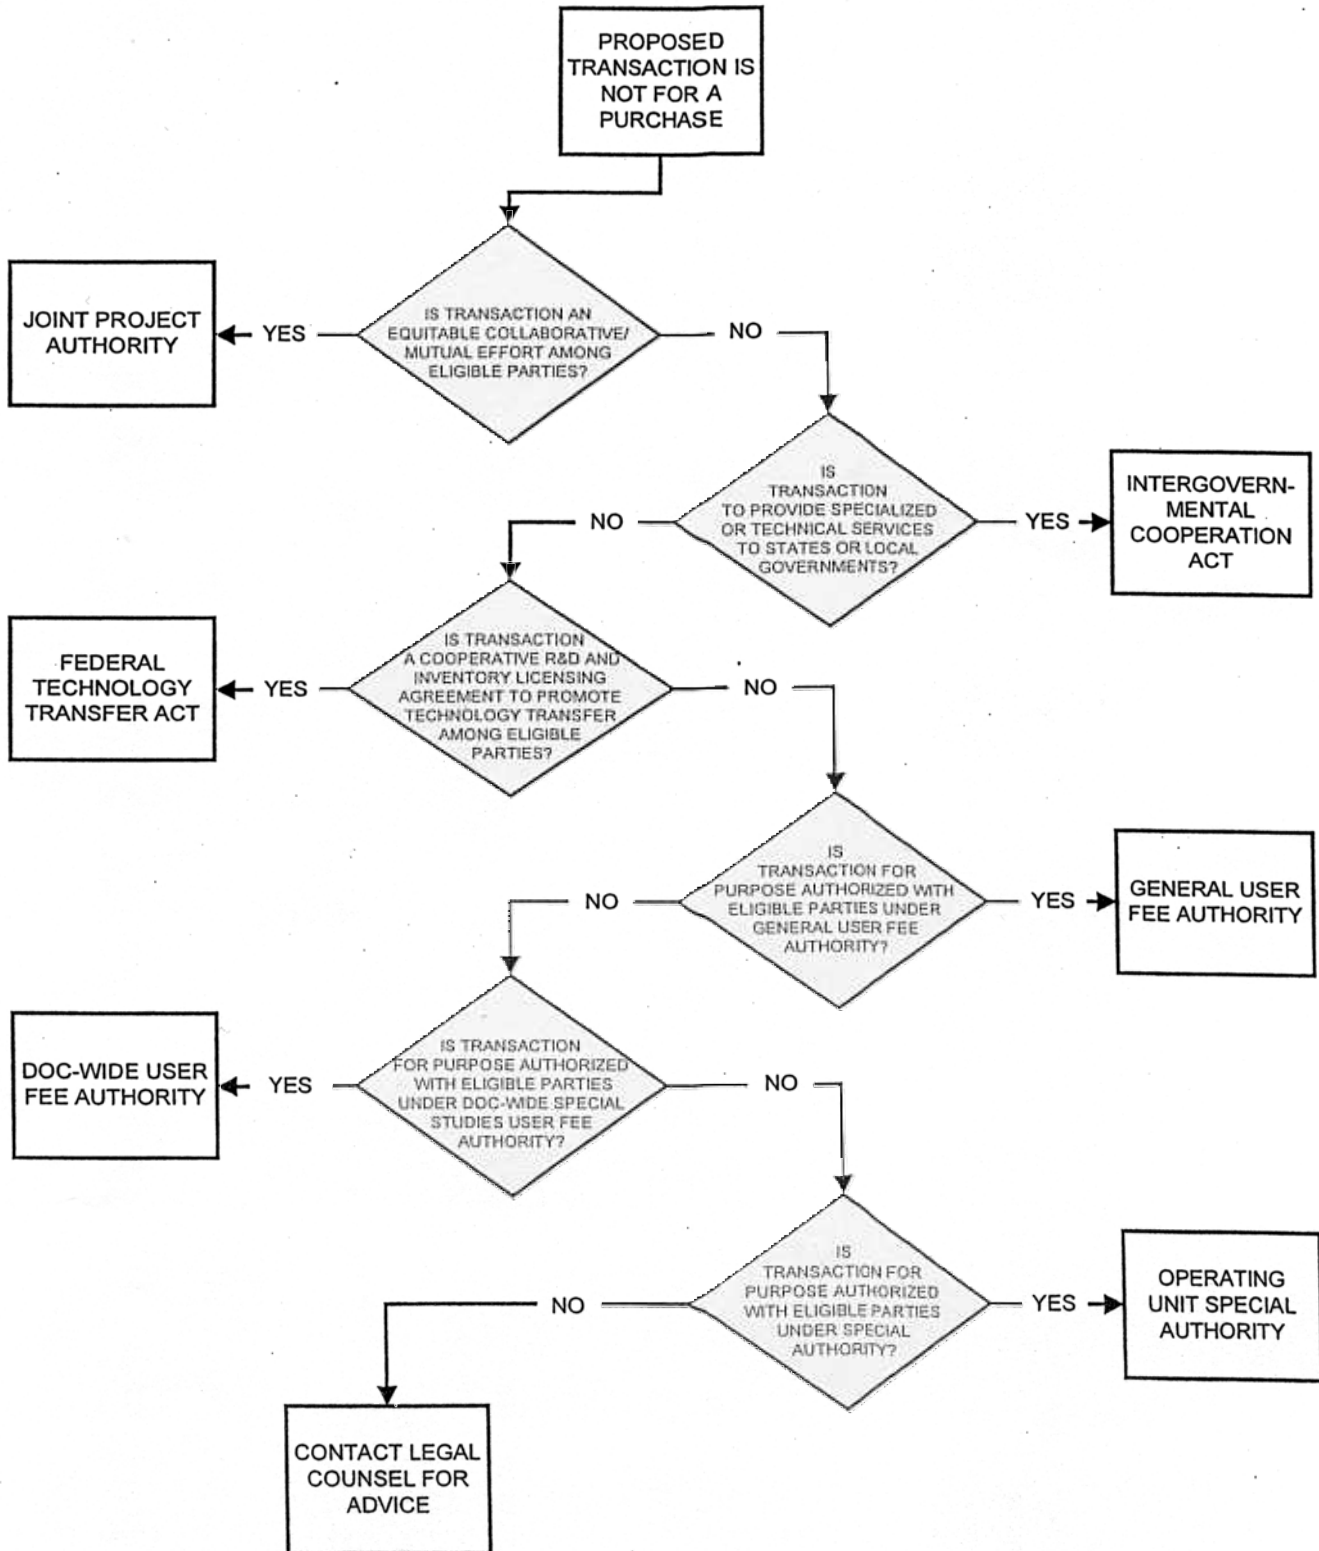 PROPOSED
TRANSACTION IS
NOT FOR A
PURCHASE
IS TRANSACTION AN
EQUITABLE COLLABORATIVE/
MUTUAL EFFORT AMONG
ELIGIBLE PARTIES?
YES
JOINT PROJECT
AUTHORITY
NO
IS
TRANSACTION
TO PROVIDE SPECIALIZED
OR TECHNICAL SERVICES
TO STATES OR LOCAL
GOVERNMENTS?
YES
INTERGOVERN-
MENTAL
COOPERATION
ACT
NO
IS TRANSACTION
A COOPERATIVE R&D AND
INVENTORY LICENSING
AGREEMENT TO PROMOTE
TECHNOLOGY TRANSFER
AMONG ELIGIBLE
PARTIES?
YES
FEDERAL
TECHNOLOGY
TRANSFER ACT
NO
IS
TRANSACTION FOR
PURPOSE AUTHORIZED WITH
ELIGIBLE PARTIES UNDER
GENERAL USER FEE
AUTHORITY?
YES
GENERAL USER
FEE AUTHORITY
NO
IS TRANSACTION
FOR PURPOSE AUTHORIZED
WITH ELIGIBLE PARTIES
UNDER DOC-WIDE SPECIAL
STUDIES USER FEE
AUTHORITY?
YES
DOC-WIDE USER
FEE AUTHORITY
NO
IS
TRANSACTION FOR
PURPOSE AUTHORIZED
WITH ELIGIBLE PARTIES
UNDER SPECIAL
AUTHORITY?
YES
OPERATING
UNIT SPECIAL
AUTHORITY
NO
CONTACT LEGAL
COUNSEL FOR
ADVICE